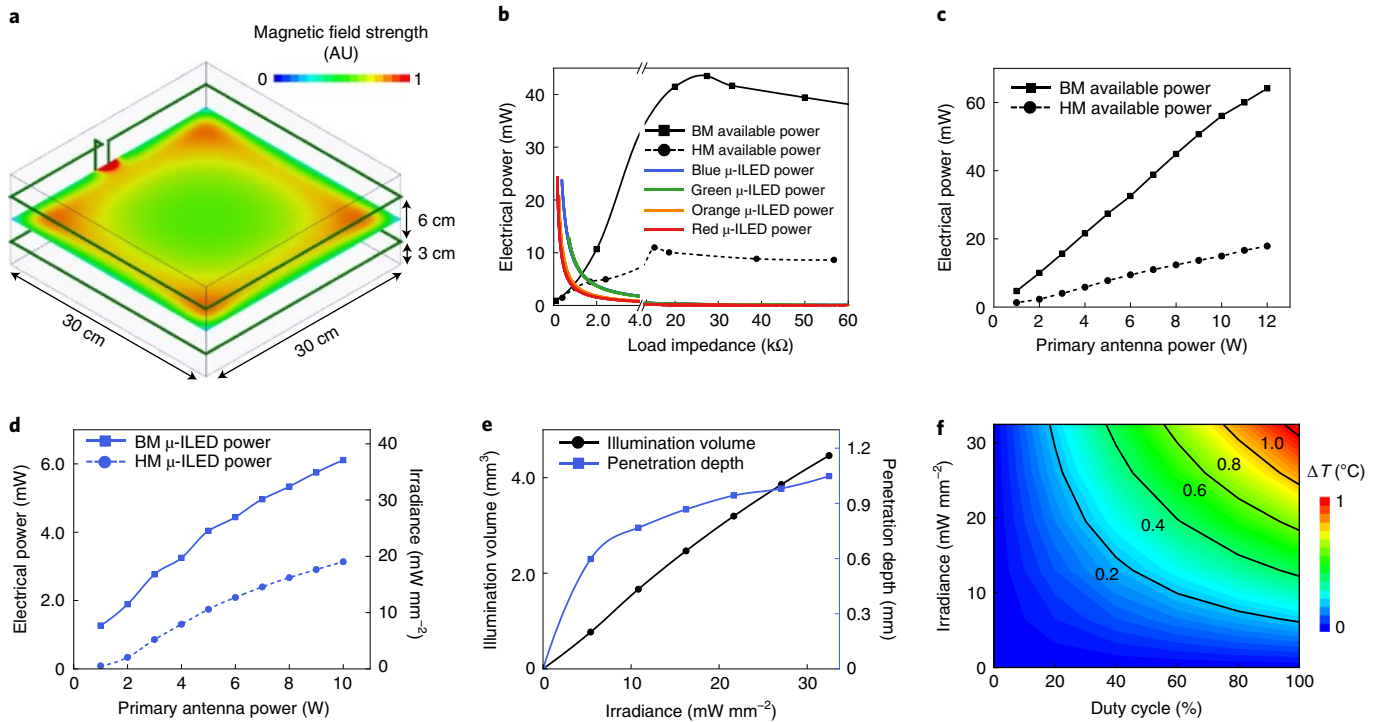 a
Magnetic field strength
(AU)
0 1
6 cm
3 cm
30 cm
30 cm
b
Electrical power (mW)
40
30
20
10
0
BM available power
HM available power
Blue μ-ILED power
Green μ-ILED power
Orange μ-ILED power
Red μ-ILED power
0 2.0 4.0 20 40 60
Load impedance (kΩ)
c
Electrical power (mW)
60
40
20
0
BM available power
HM available power
0 2 4 6 8 10 12
Primary antenna power (W)
d
Electrical power (mW)
6.0
4.0
2.0
0
BM μ-ILED power
HM μ-ILED power
40
30
20
10
0
Irradiance (mW mm−2)
0 2 4 6 8 10
Primary antenna power (W)
e
Illumination volume (mm3)
4.0
2.0
0
Illumination volume
Penetration depth
1.2
0.9
0.6
0.3
0
Penetration depth (mm)
0 10 20 30
Irradiance (mW mm−2)
f
Irradiance (mW mm−2)
30
20
10
0
1.0
0.8
0.6
0.4
0.2
ΔT (°C)
1
0
0 20 40 60 80 100
Duty cycle (%)